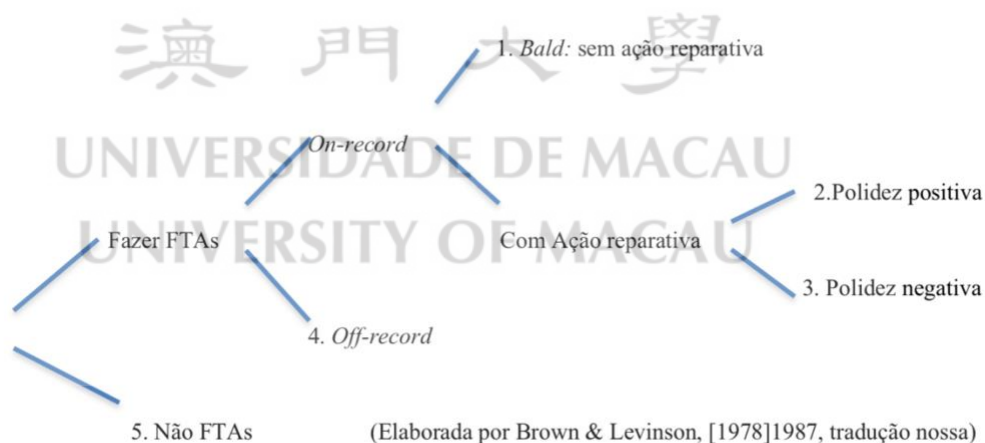 澳門大學
1. Bald: sem ação reparativa
On-record
UNIVERSIDADE DE MACAU
2.Polidez positiva
Fazer FTAs
Com Ação reparativa
UNIVERSITY OF MACAU
3. Polidez negativa
4. Off-record
5. Não FTAs (Elaborada por Brown & Levinson, [1978]1987, tradução nossa)